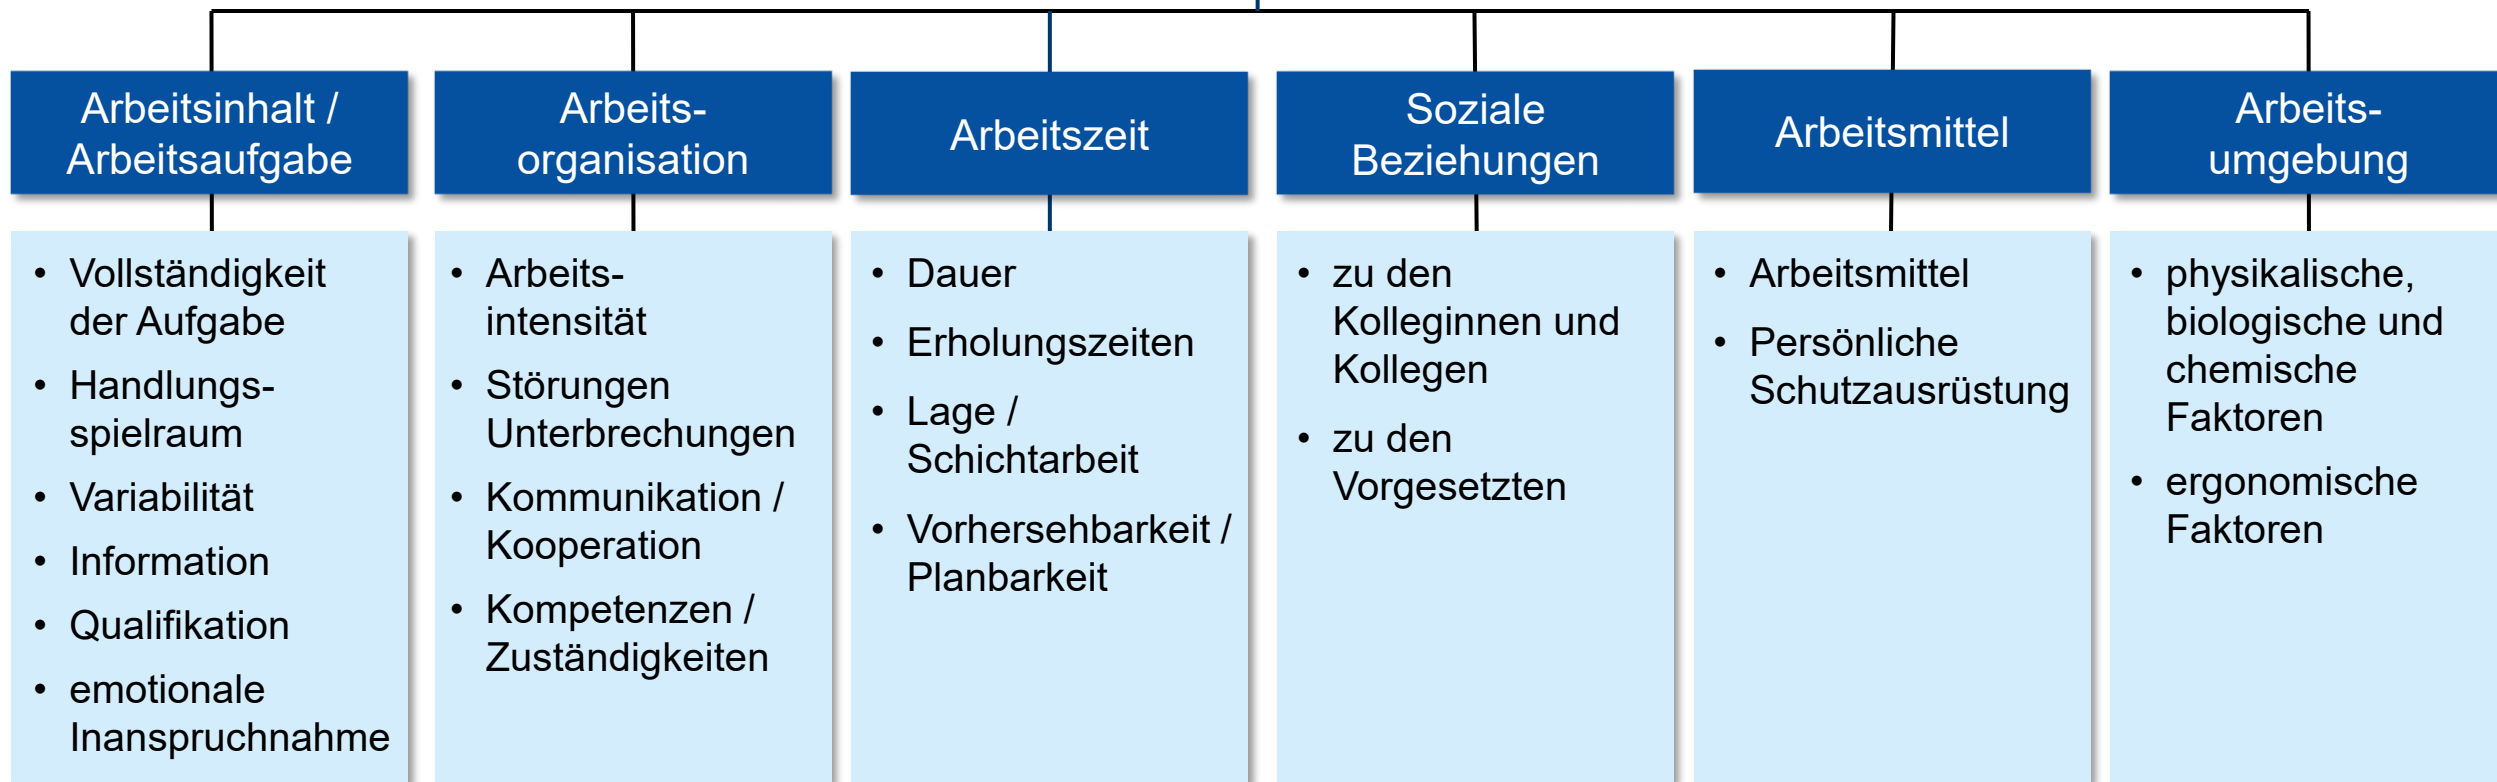 Arbeitsinhalt /
Arbeitsaufgabe
Vollständigkeit
der Aufgabe
Handlungs-
spielraum
Variabilität
Information
Qualifikation
emotionale
Inanspruchnahme
Arbeits-
organisation
Arbeits-
intensität
Störungen
Unterbrechungen
Kommunikation /
Kooperation
Kompetenzen /
Zuständigkeiten
Arbeitszeit
Dauer
Erholungszeiten
Lage /
Schichtarbeit
Vorhersehbarkeit /
Planbarkeit
Soziale
Beziehungen
zu den
Kolleginnen und
Kollegen
zu den
Vorgesetzten
Arbeitsmittel
Arbeitsmittel
Persönliche
Schutzausrüstung
Arbeits-
umgebung
physikalische,
biologische und
chemische
Faktoren
ergonomische
Faktoren